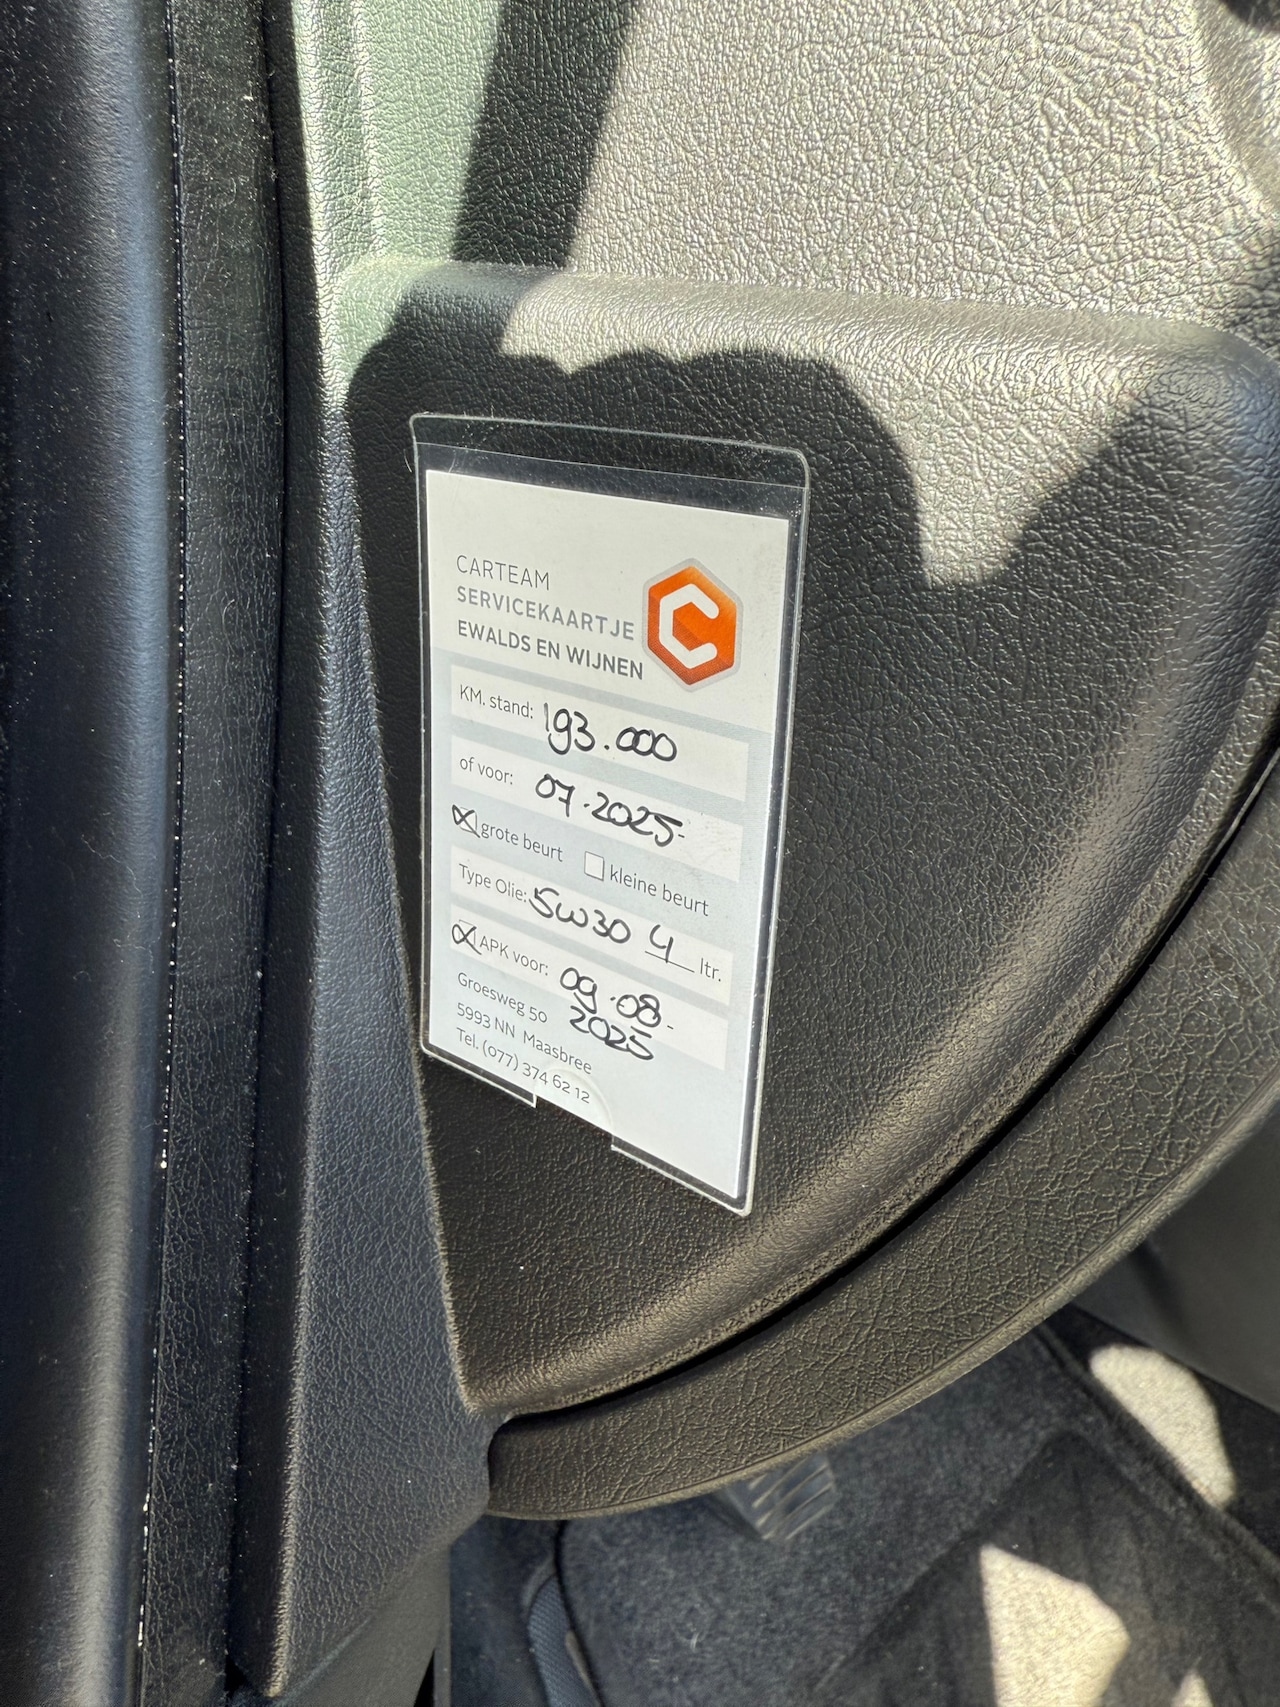 CARTEAM
SERVICEKAARTJE
EWALDS EN WIJNEN
KM. stand: 193.000
of voor: 07.2025
grote beurt kleine beurt
Type Olie: 5W30 4 ltr.
APK voor: 09.08-
2025
Groesweg 50
5993 NN Maasbree
Tel. (077) 374 62 12